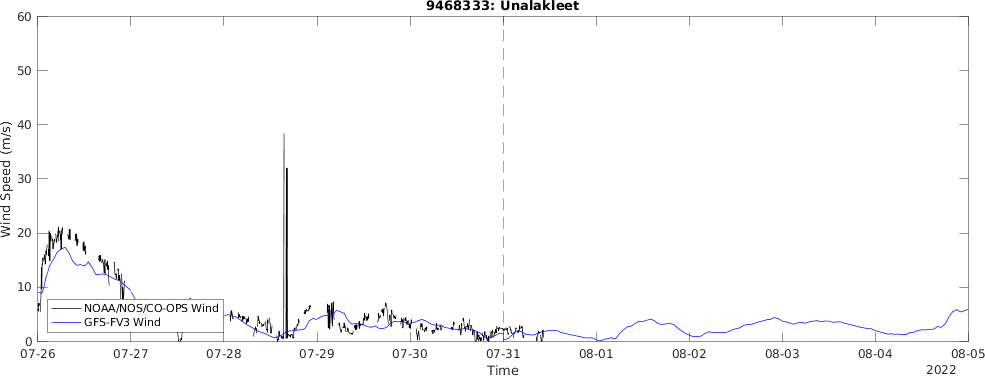 9468333: Unalakleet
60
50
40
30
20
10
0
Wind Speed (m/s)
NOAA/NOS/CO-OPS Wind
GFS-FV3 Wind
07-26 07-27 07-28 07-29 07-30 07-31 08-01 08-02 08-03 08-04 08-05
Time
2022